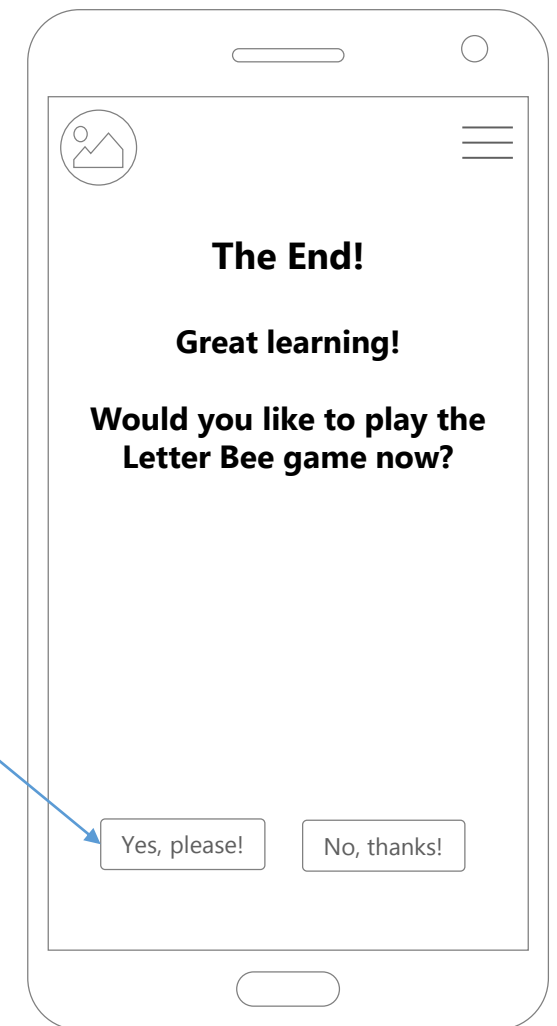 The End!
Great learning!
Would you like to play the
Letter Bee game now?
Yes, please!
No, thanks!